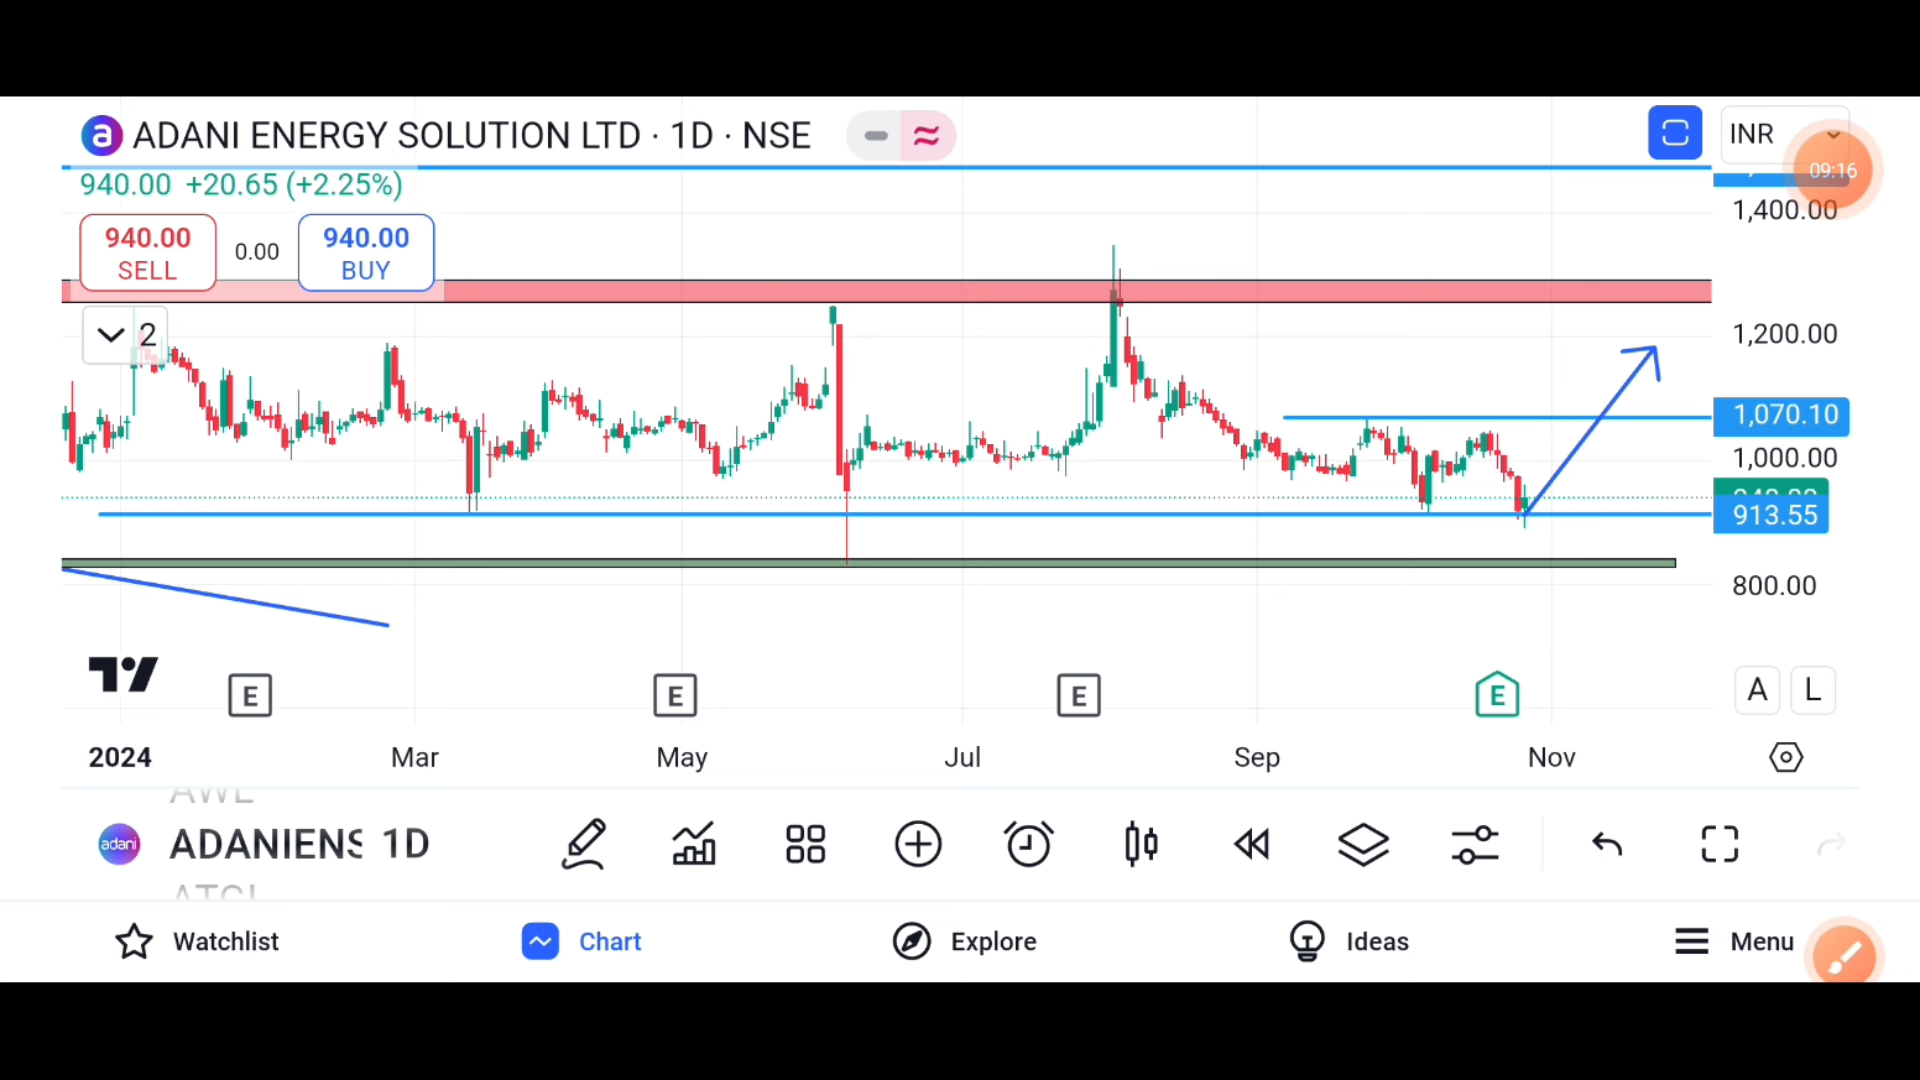 a ADANI ENERGY SOLUTION LTD · 1D · NSE
INR
09:16
940.00 +20.65 (+2.25%)
940.00
SELL
0.00
940.00
BUY
2
1,400.00
1,200.00
1,070.10
1,000.00
913.55
800.00
E
E
E
E
A
L
2024
Mar
May
Jul
Sep
Nov
adani
ADANIENS 1D
Watchlist
Chart
Explore
Ideas
Menu